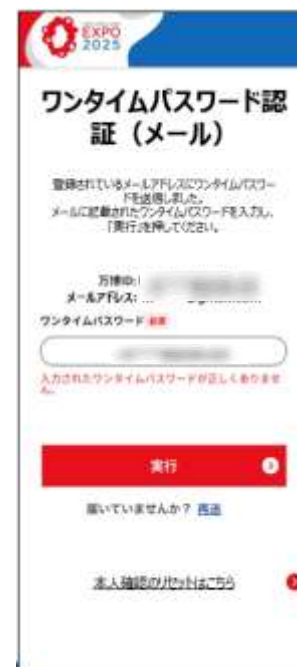 EXPO
2025
ワンタイムパスワード認
証（メール）
登録されているメールアドレスにワンタイムパスワー
ドを送信しました。
メールに記載されたワンタイムパスワードを入力し、
「実行」を押してください。
万博ID:
メールアドレス:
ワンタイムパスワード 必須
入力されたワンタイムパスワードが正しくありませ
ん。
実行
届いていませんか？ 再送
本人確認のリセットはこちら